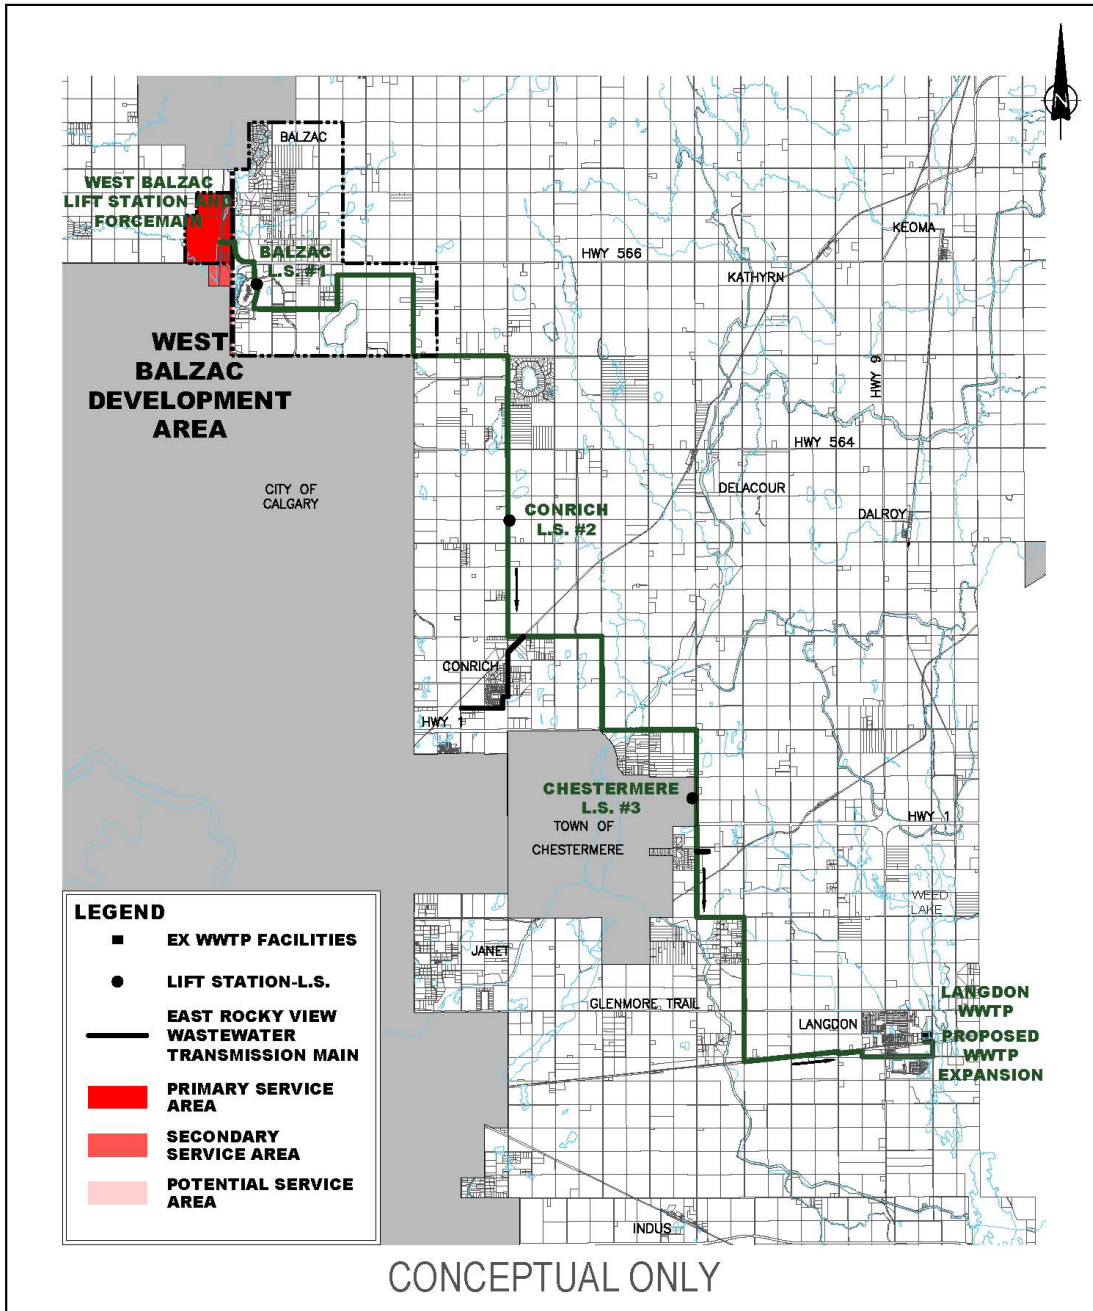 N
BALZAC
WEST BALZAC
LIFT STATION AND
FORCEMAIN
KEOMA
BALZAC
L.S. #1
HWY 566
KATHYRN
WEST
BALZAC
DEVELOPMENT
AREA
HWY 9
HWY 564
CITY OF
CALGARY
DELACOUR
CONRICH
L.S. #2
DALROY
CONRICH
HWY 1
CHESTERMERE
L.S. #3
TOWN OF
CHESTERMERE
HWY 1
WEED
LAKE
JANET
GLENMORE TRAIL
LANGDON
LANGDON
WWTP
PROPOSED
WWTP
EXPANSION
INDUS
LEGEND
EX WWTP FACILITIES
LIFT STATION-L.S.
EAST ROCKY VIEW
WASTEWATER
TRANSMISSION MAIN
PRIMARY SERVICE
AREA
SECONDARY
SERVICE AREA
POTENTIAL SERVICE
AREA
CONCEPTUAL ONLY